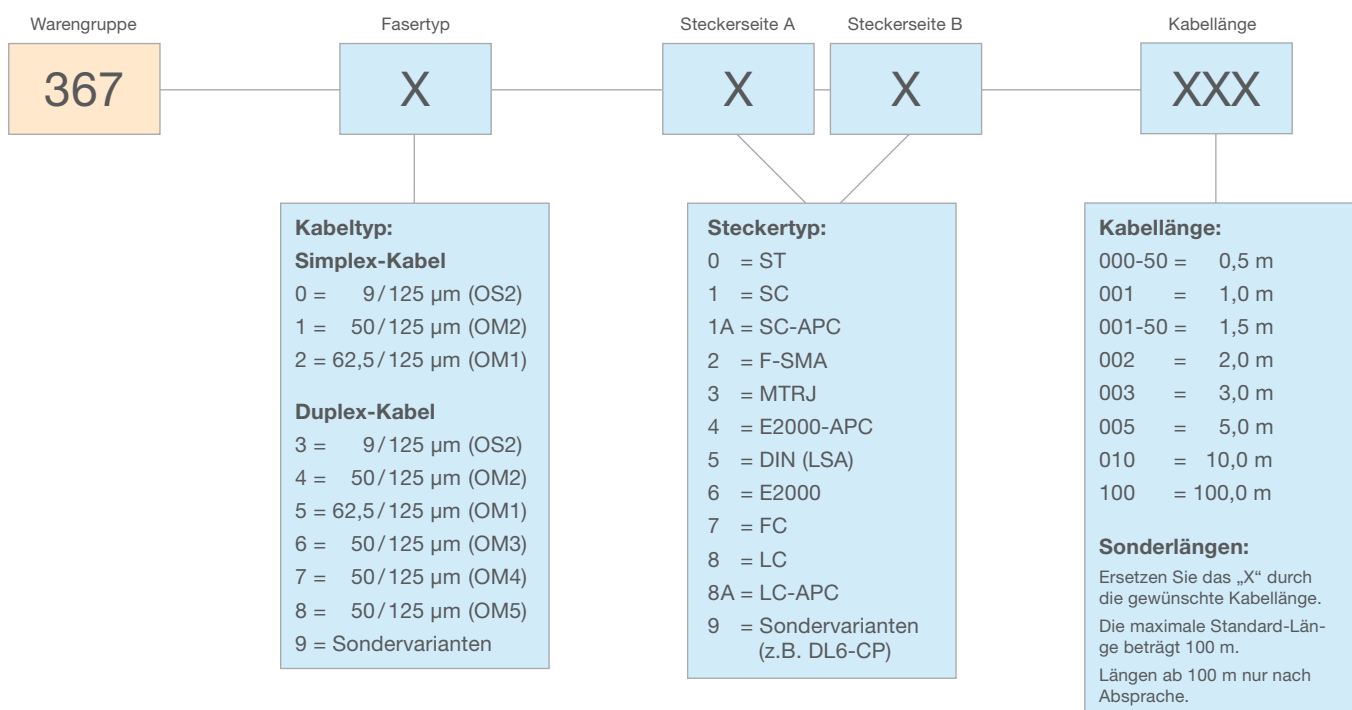 Warengruppe
Fasertyp
Steckerseite A
Steckerseite B
Kabellänge
367
X
X
X
XXX
Kabeltyp:
Simplex-Kabel
0 = 9/125 µm (OS2)
1 = 50/125 µm (OM2)
2 = 62,5/125 µm (OM1)
Duplex-Kabel
3 = 9/125 µm (OS2)
4 = 50/125 µm (OM2)
5 = 62,5/125 µm (OM1)
6 = 50/125 µm (OM3)
7 = 50/125 µm (OM4)
8 = 50/125 µm (OM5)
9 = Sondervarianten
Steckertyp:
0 = ST
1 = SC
1A = SC-APC
2 = F-SMA
3 = MTRJ
4 = E2000-APC
5 = DIN (LSA)
6 = E2000
7 = FC
8 = LC
8A = LC-APC
9 = Sondervarianten
(z.B. DL6-CP)
Kabellänge:
000-50 = 0,5 m
001 = 1,0 m
001-50 = 1,5 m
002 = 2,0 m
003 = 3,0 m
005 = 5,0 m
010 = 10,0 m
100 = 100,0 m
Sonderlängen:
Ersetzen Sie das „X“ durch
die gewünschte Kabellänge.
Die maximale Standard-Län-
ge beträgt 100 m.
Längen ab 100 m nur nach
Absprache.